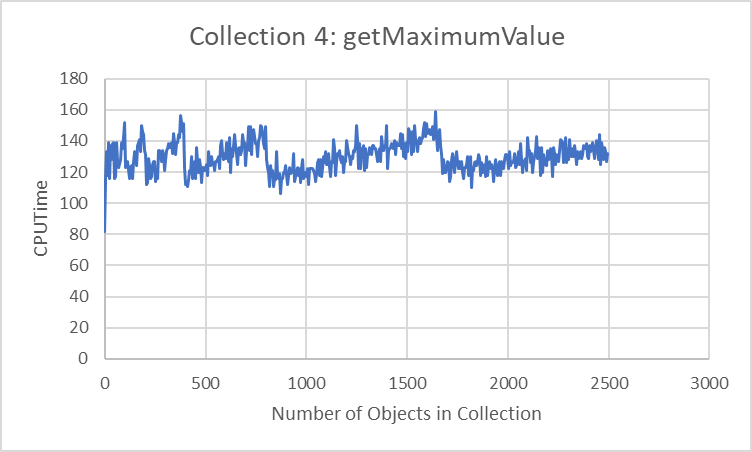 Collection 4: getMaximumValue
180
160
140
120
100
80
60
40
20
0
CPUTime
0 500 1000 1500 2000 2500 3000
Number of Objects in Collection